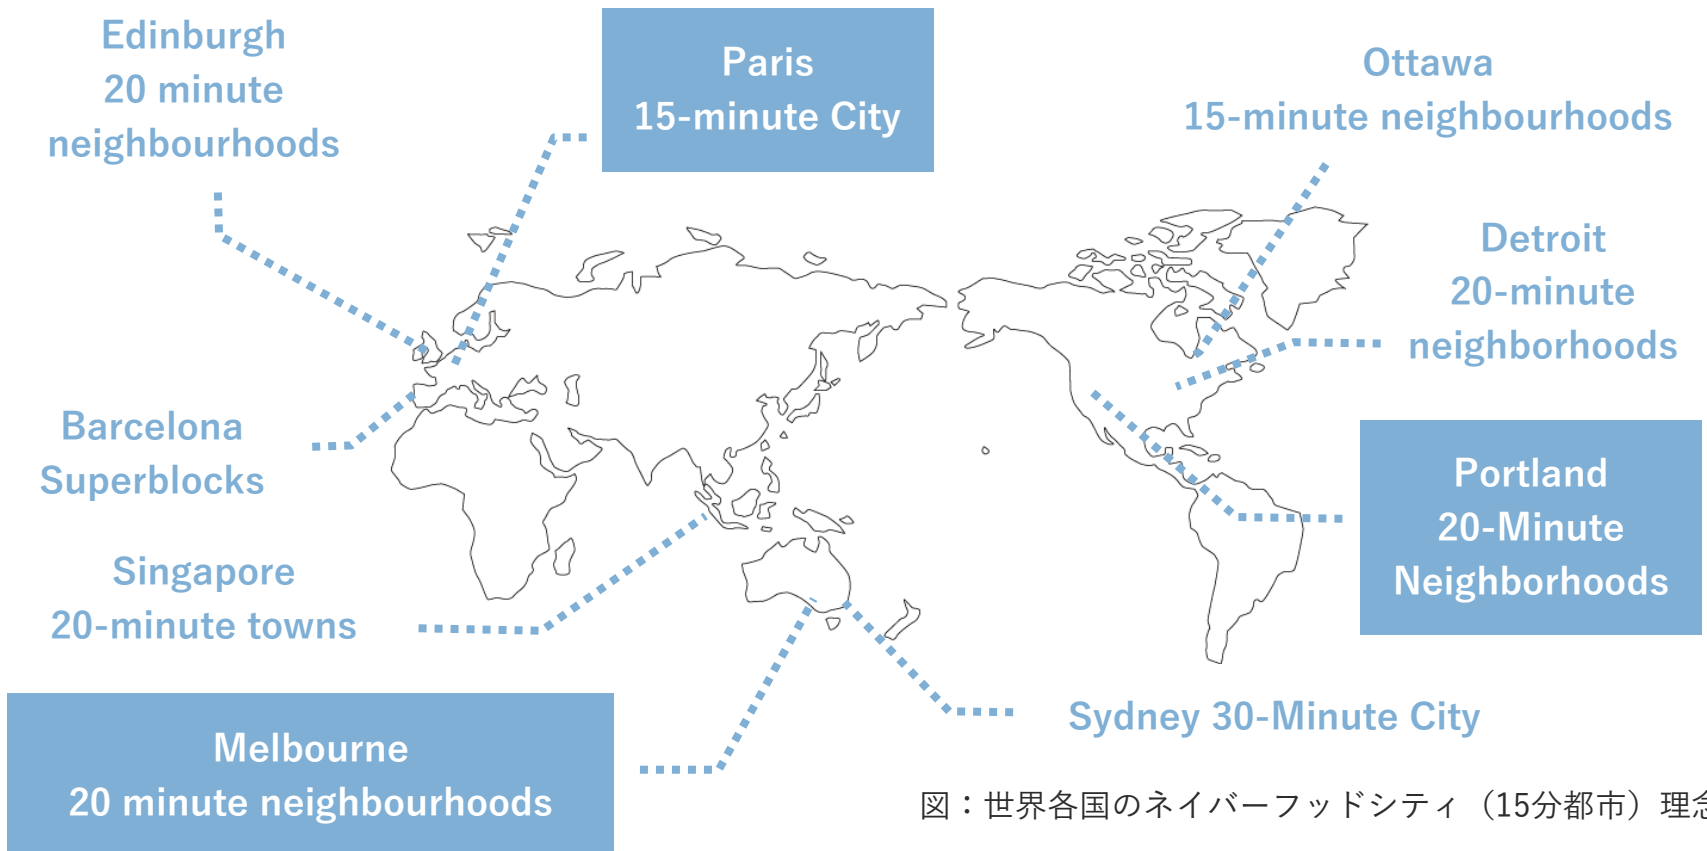 Edinburgh
20 minute
neighbourhoods
Paris
15-minute City
Ottawa
15-minute neighbourhoods
Detroit
20-minute
neighborhoods
Barcelona
Superblocks
Portland
20-Minute
Neighborhoods
Singapore
20-minute towns
Melbourne
20 minute neighbourhoods
Sydney 30-Minute City
図：世界各国のネイバーフッドシティ（15分都市）理念